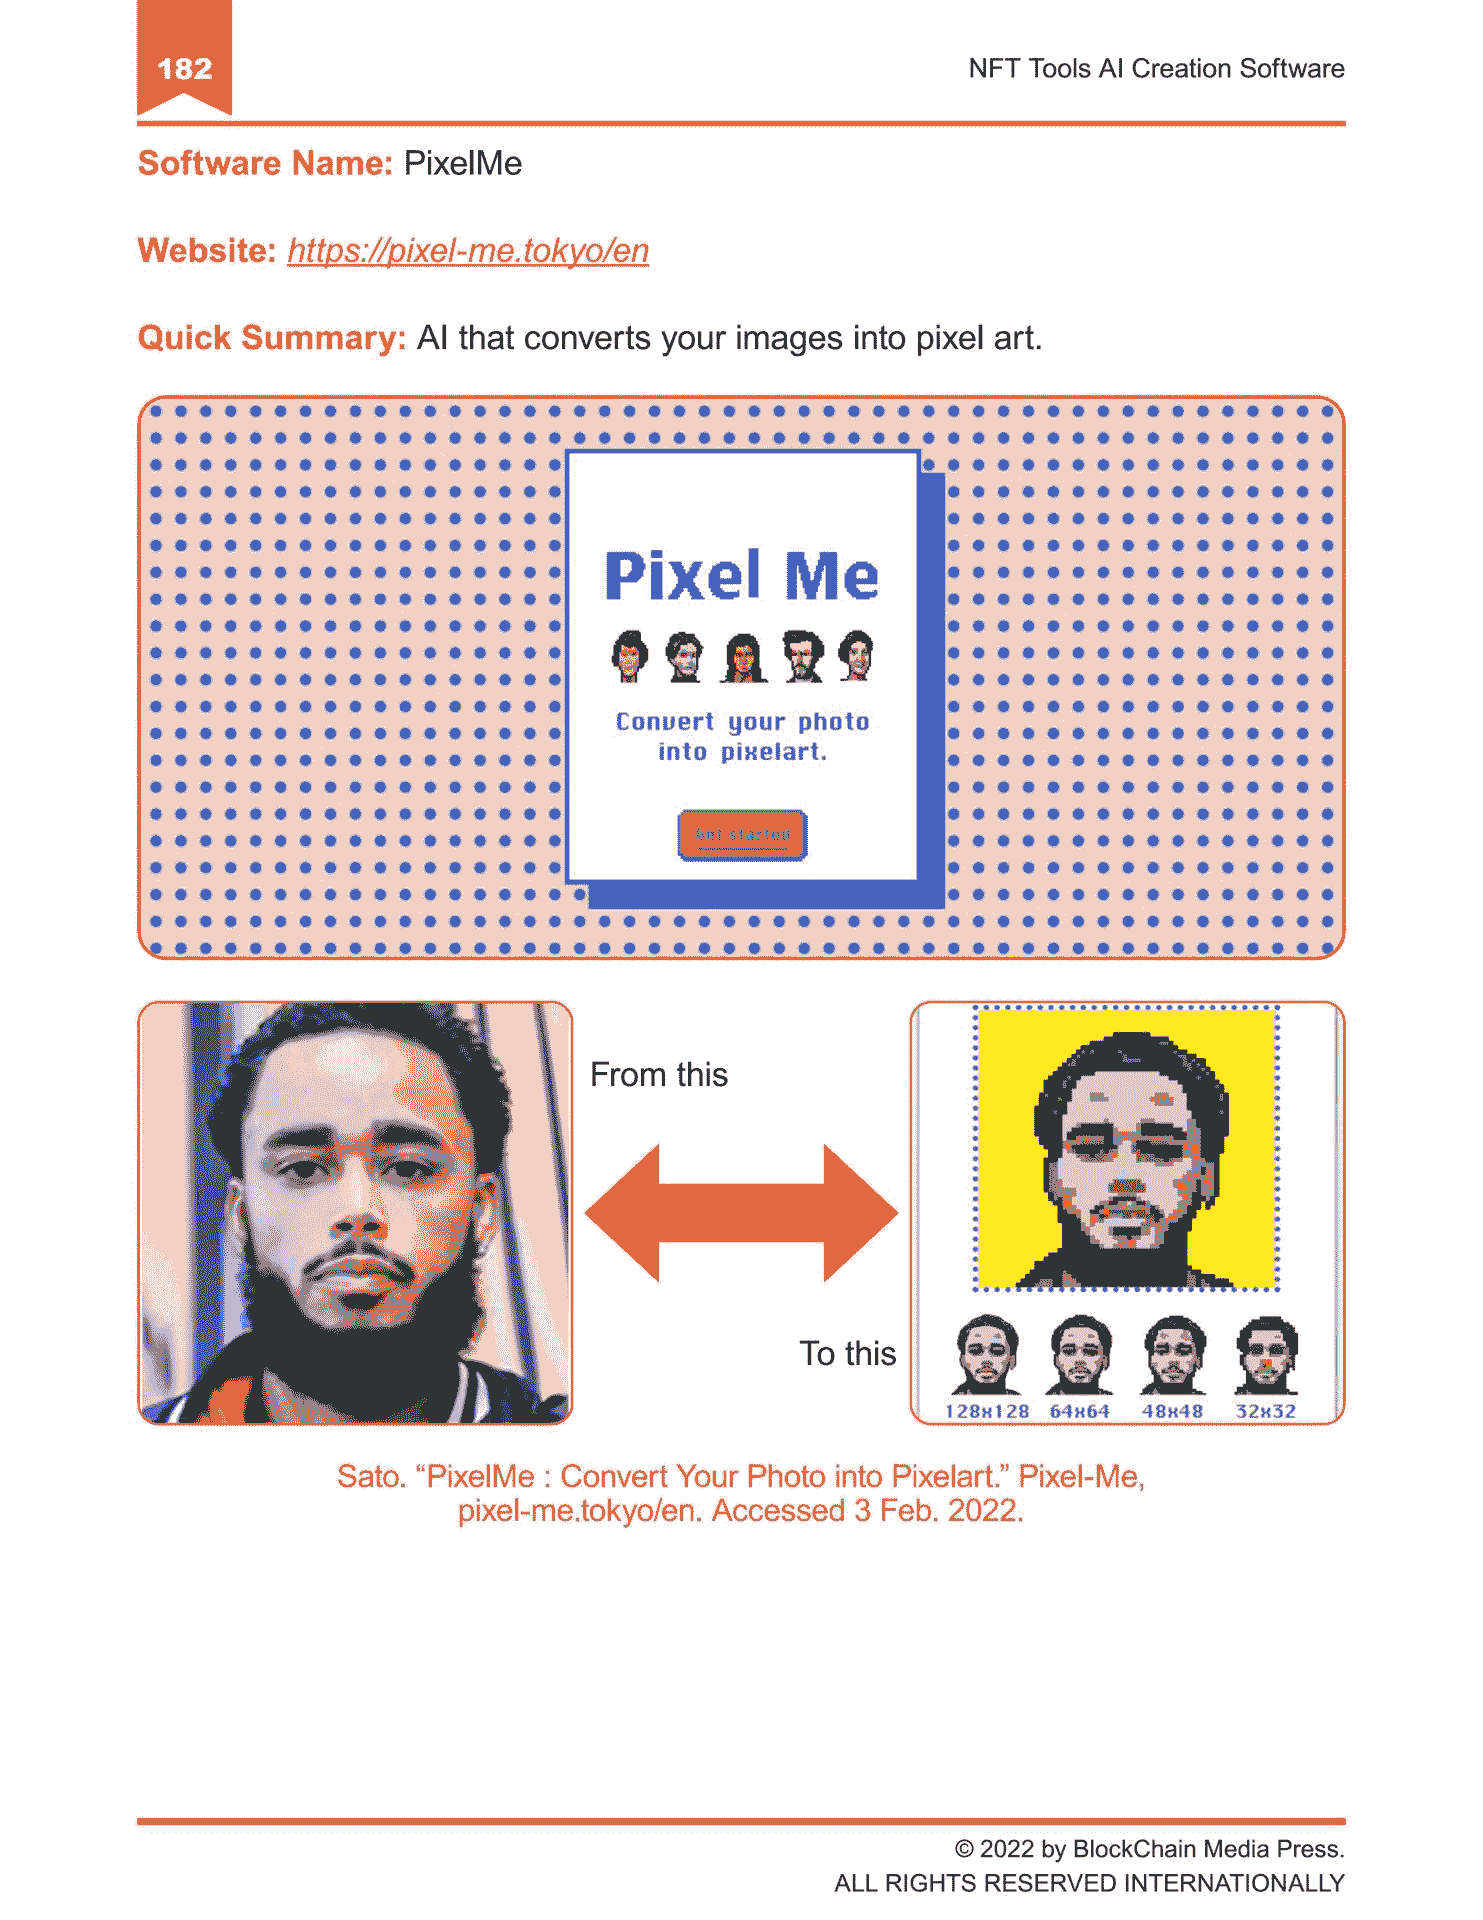 182
NFT Tools AI Creation Software
Software Name: PixelMe
Website: https://pixel-me.tokyo/en
Quick Summary: AI that converts your images into pixel art.
Pixel Me
Convert your photo
into pixelart.
Get started
From this
To this
128x128 64x64 48x48 32x32
Sato. “PixelMe : Convert Your Photo into Pixelart.” Pixel-Me,
pixel-me.tokyo/en. Accessed 3 Feb. 2022.
© 2022 by BlockChain Media Press.
ALL RIGHTS RESERVED INTERNATIONALLY